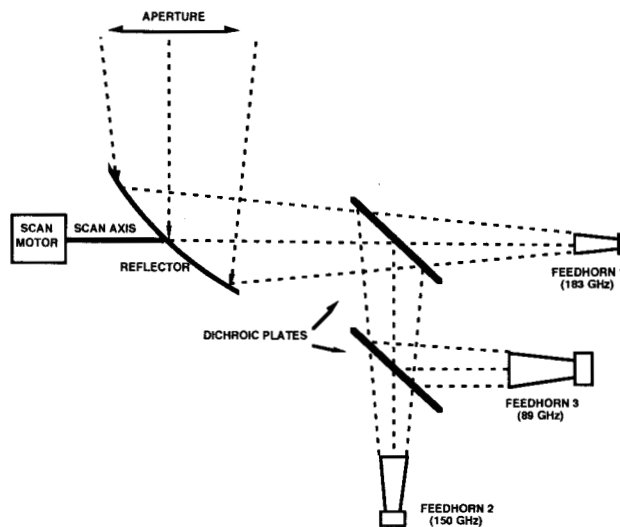 APERTURE
SCAN
MOTOR
SCAN AXIS
REFLECTOR
FEEDHORN 1
(183 GHz)
DICHROIC PLATES
FEEDHORN 3
(89 GHz)
FEEDHORN 2
(150 GHz)